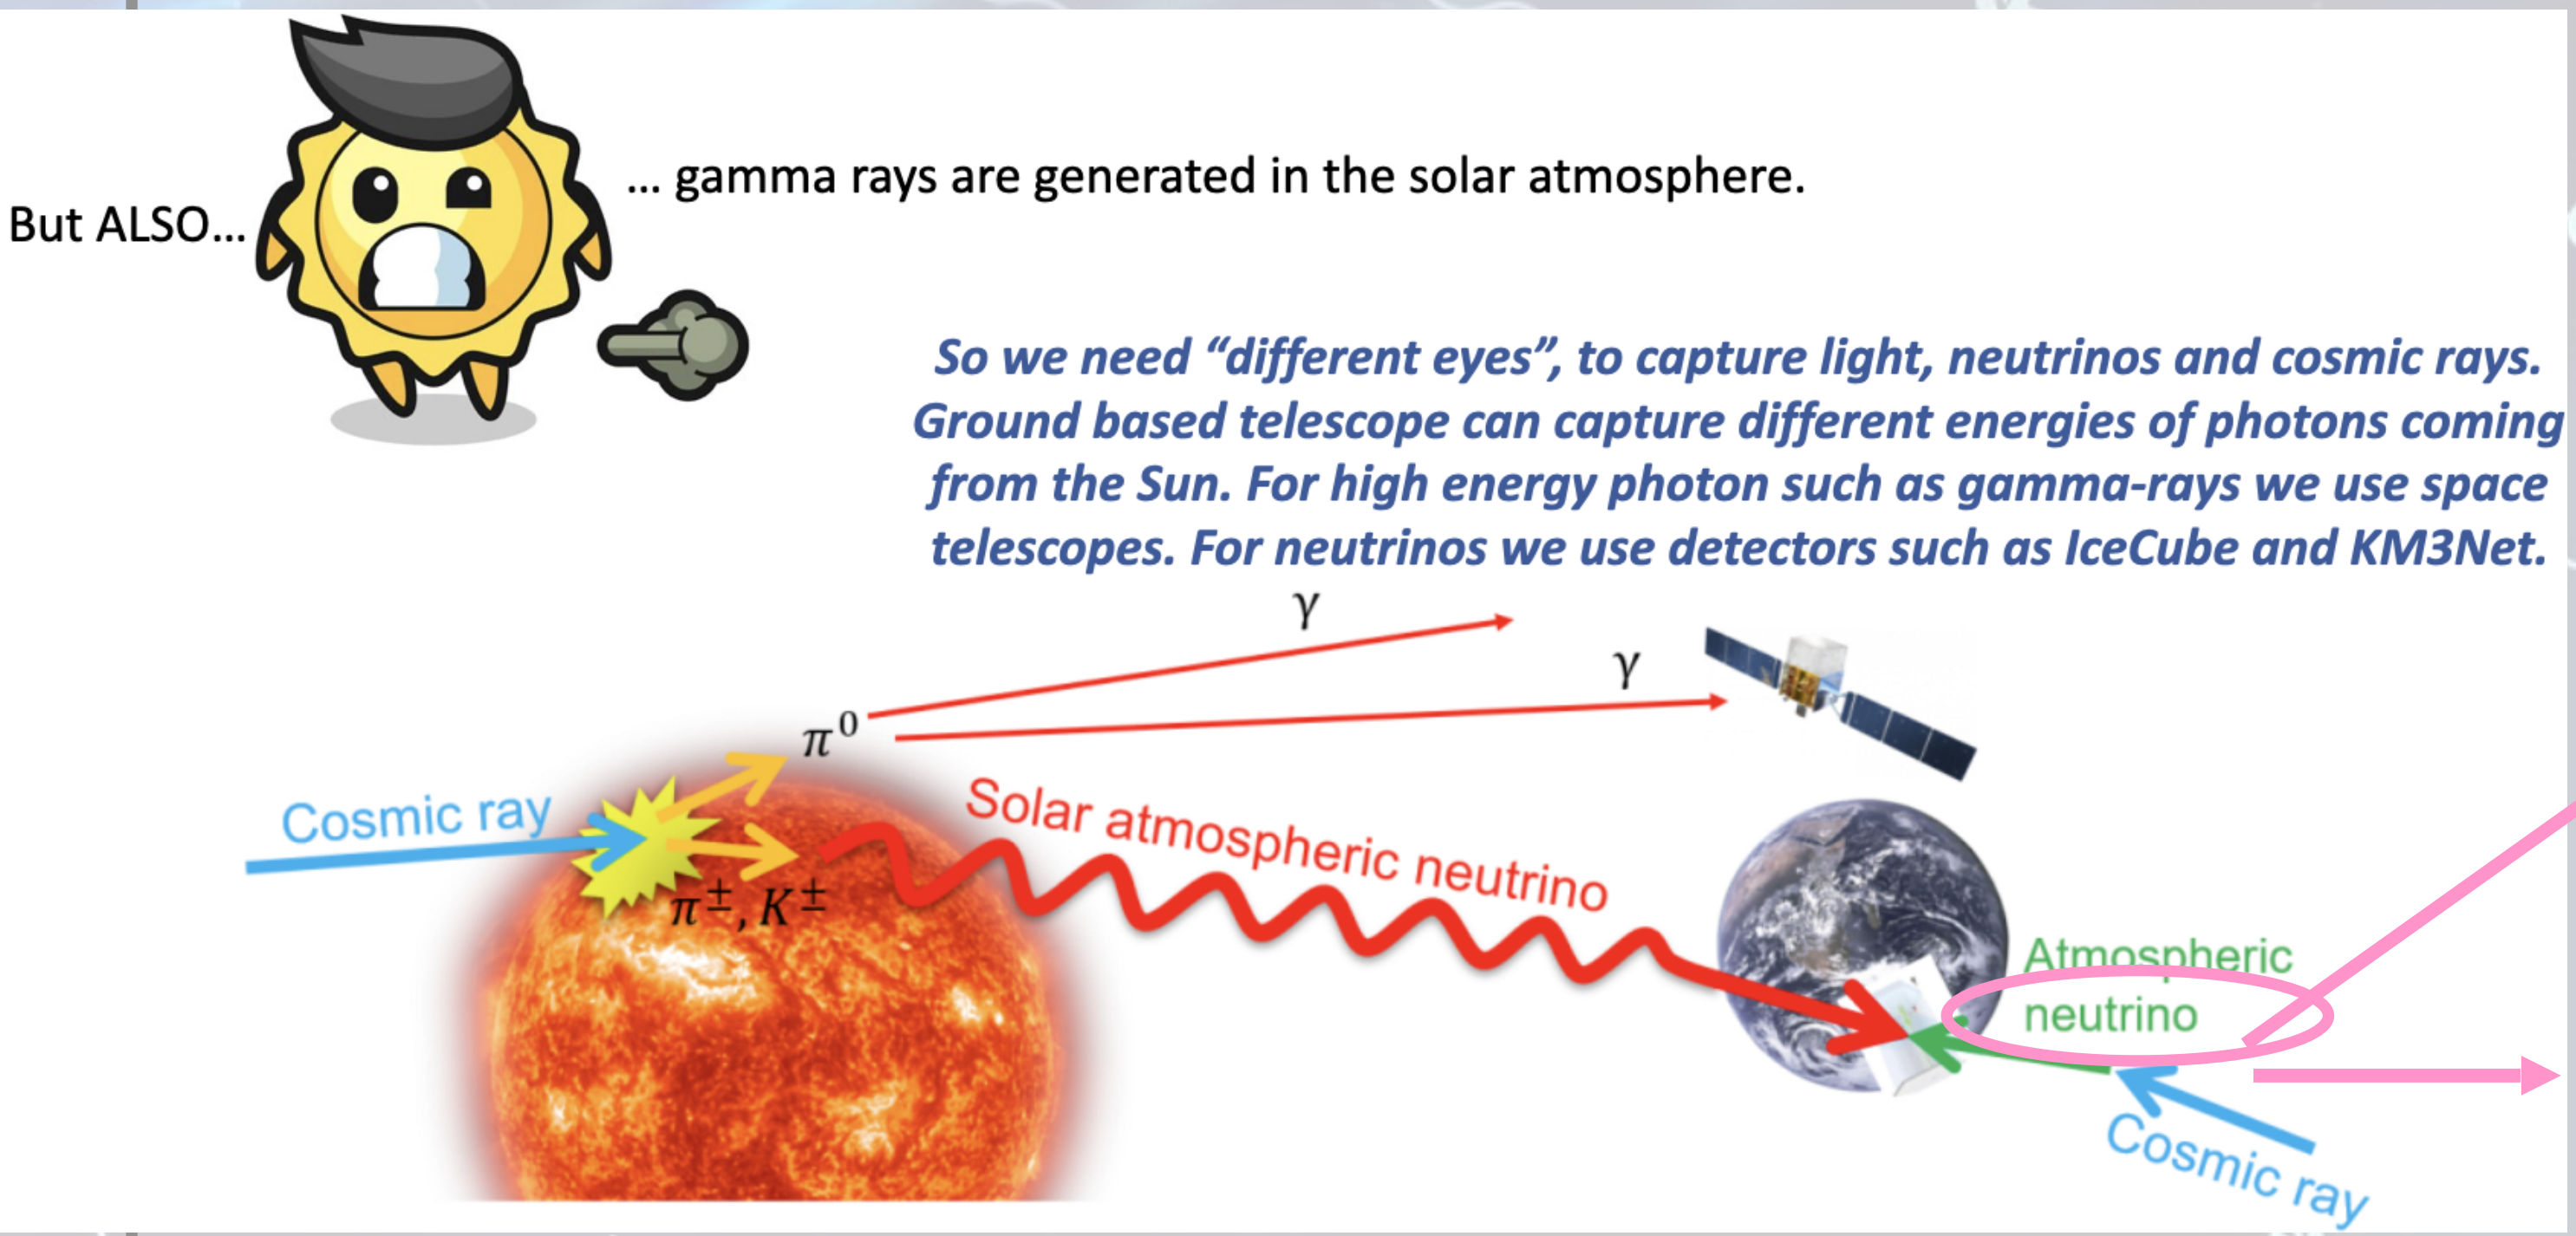 But ALSO...
... gamma rays are generated in the solar atmosphere.
So we need “different eyes”, to capture light, neutrinos and cosmic rays.
Ground based telescope can capture different energies of photons coming
from the Sun. For high energy photon such as gamma-rays we use space
telescopes. For neutrinos we use detectors such as IceCube and KM3Net.
γ
γ
π⁰
Cosmic ray
π±, K±
Solar atmospheric neutrino
Atmospheric
neutrino
Cosmic ray